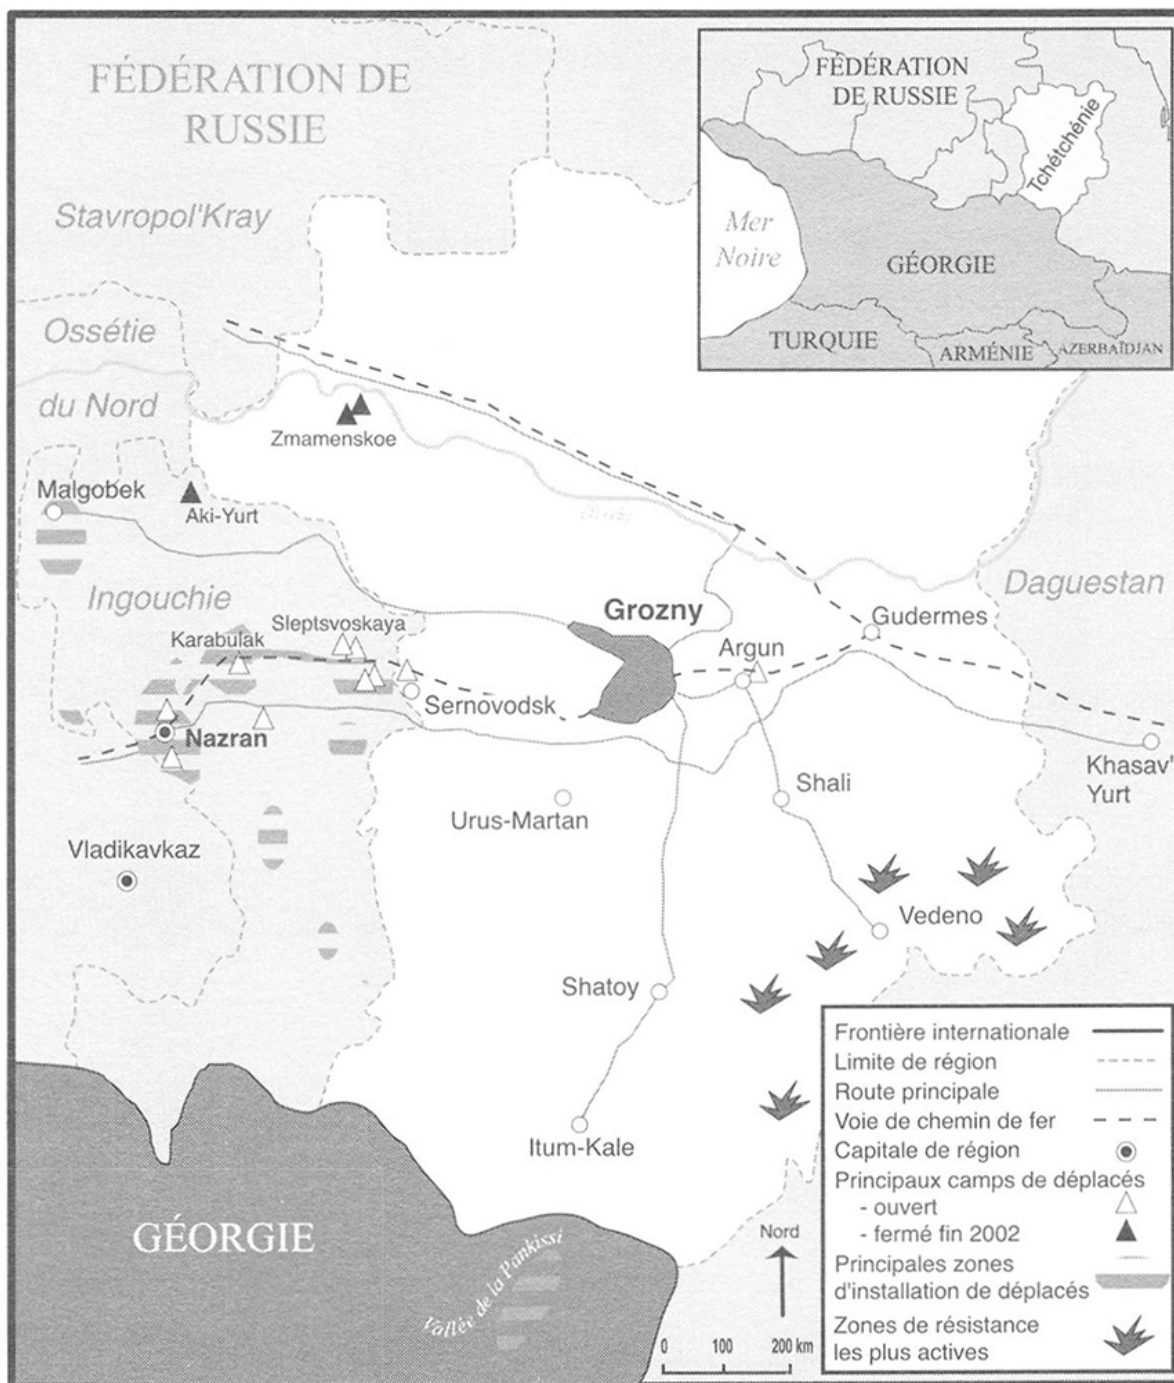 FÉDÉRATION DE
RUSSIE
Stavropol'Kray
Ossétie
du Nord
Zmamenskoe
Malgobek
Aki-Yurt
Ingouchie
Sleptsvoskaya
Karabulak
Grozny
Argun
Gudermes
Daguestan
Sernovodsk
Nazran
Khasav'
Yurt
Shali
Urus-Martan
Vladikavkaz
Vedeno
Shatoy
Itum-Kale
GÉORGIE
Vallée de la Pankissi
Nord
0 100 200 km
FÉDÉRATION
DE RUSSIE
Tchétchénie
Mer
Noire
GÉORGIE
TURQUIE
ARMÉNIE
AZERBAÏDJAN
Frontière internationale
Limite de région
Route principale
Voie de chemin de fer
Capitale de région
Principaux camps de déplacés
- ouvert
- fermé fin 2002
Principales zones
d'installation de déplacés
Zones de résistance
les plus actives